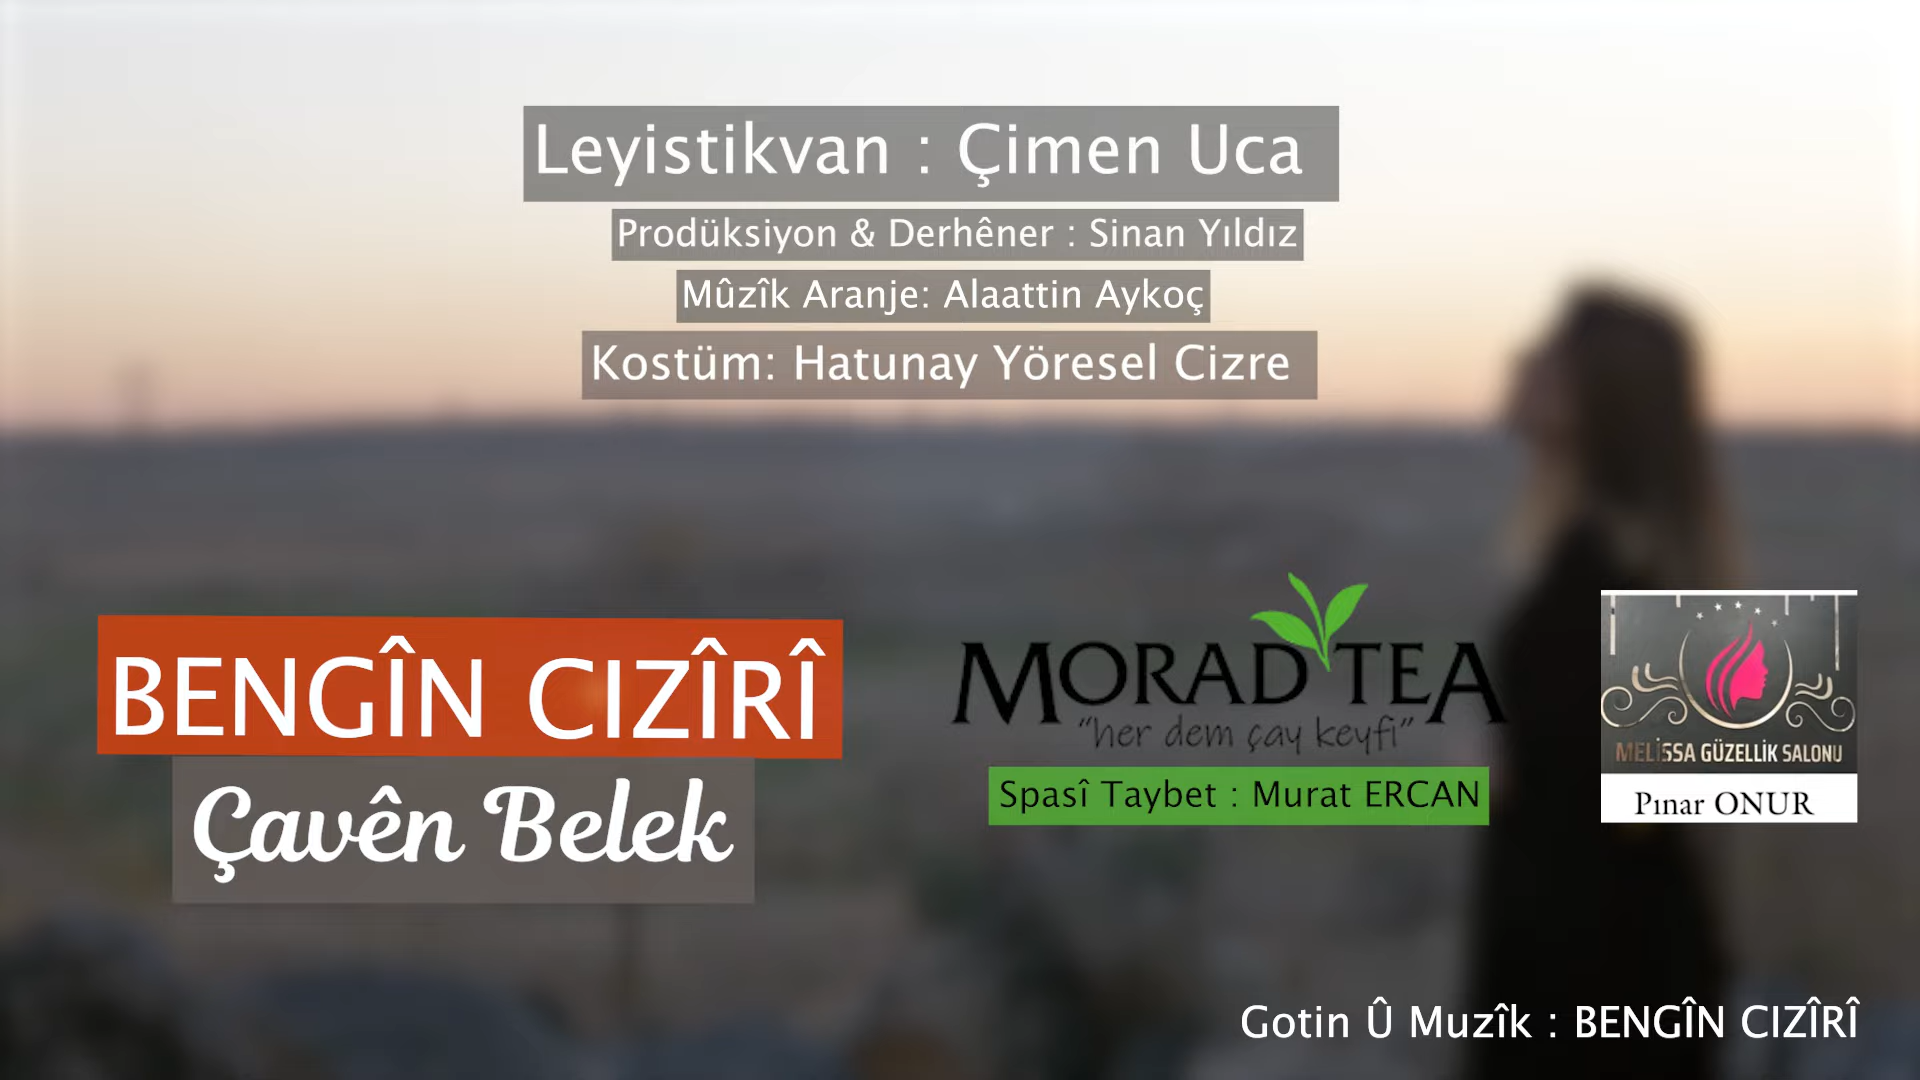 Leyistikvan : Çimen Uca
Prodüksiyon & Derhêner : Sinan Yıldız
Mûzîk Aranje: Alaattin Aykoç
Kostüm: Hatunay Yöresel Cizre
BENGÎN CIZÎRÎ
Çavên Belek
MORAD TEA
“her dem çay keyfi”
Spasî Taybet : Murat ERCAN
MELİSSA GÜZELLİK SALONU
Pınar ONUR
Gotin Û Muzîk : BENGÎN CIZÎRÎ